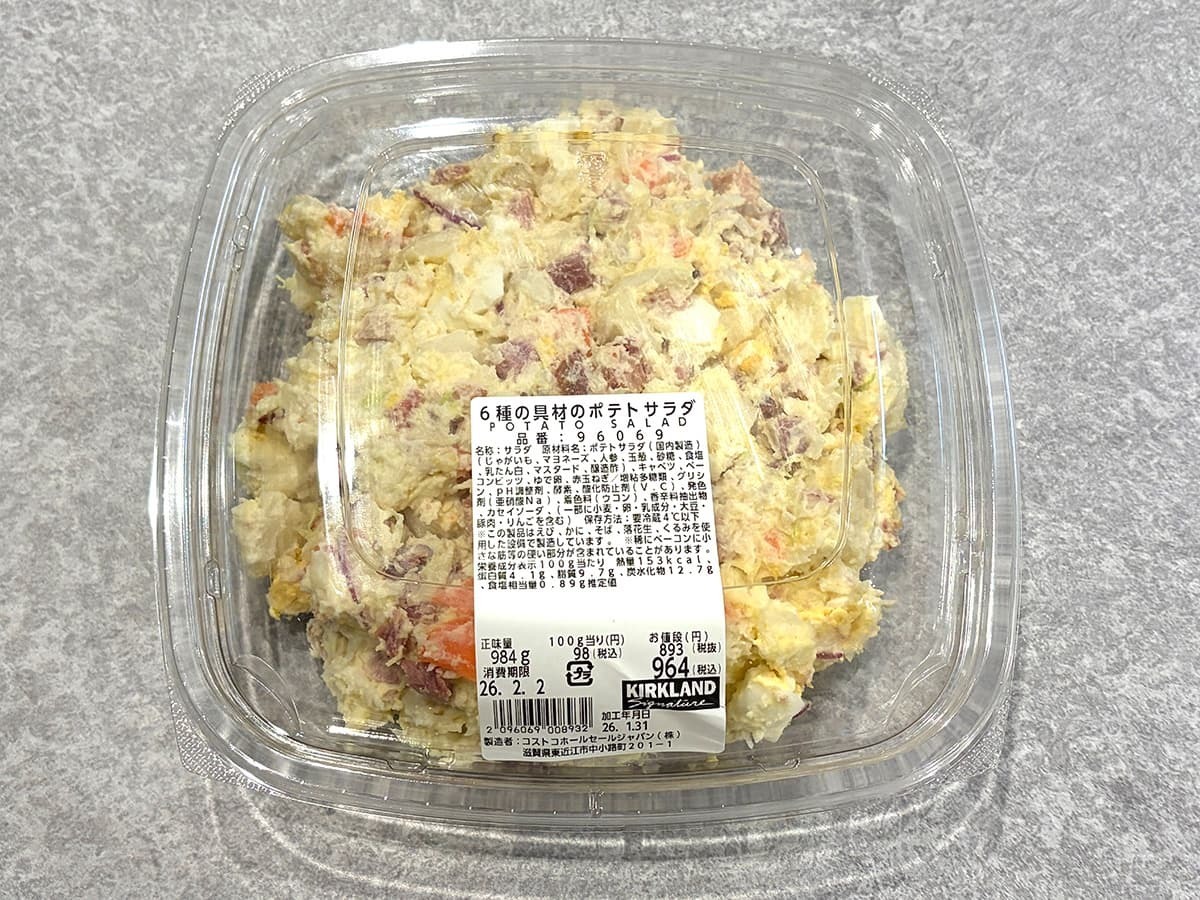 6種の具材のポテトサラダ
POTATO SALAD
品番:96069
名称:サラダ 原材料名:ポテトサラダ(国内製造)
(じゃがいも、マヨネーズ、人参、玉葱、砂糖、食塩
、乳たん白、マスタード、醸造酢)、キャベツ、ベー
コンビッツ、ゆで卵、赤玉ねぎ/増粘多糖類、グリシ
ン、pH調整剤、酵素、酸化防止剤(V.C)、発色
剤(亜硝酸Na)、着色料(ウコン)、香辛料抽出物
、カゼイソーダ、(一部に小麦・卵・乳成分・大豆・
豚肉・りんごを含む) 保存方法:要冷蔵4℃以下
※この製品はえび、かに、そば、落花生、くるみを使
用した設備で製造しています。 ※稀にベーコンに小
さな筋等の硬い部分が含まれていることがあります。
栄養成分表示100g当たり 熱量153kcal、
蛋白質4.1g、脂質9.7g、炭水化物12.7g
、食塩相当量0.89g推定値
正味量 100g当り(円) お値段(円)
984g 98(税込) 893(税抜)
964(税込)
消費期限
26.2.2
プラ
KIRKLAND
Signature
加工年月日
26.1.31
2 096069 008932
製造者:コストコホールセールジャパン(株)
滋賀県東近江市中小路町201-1